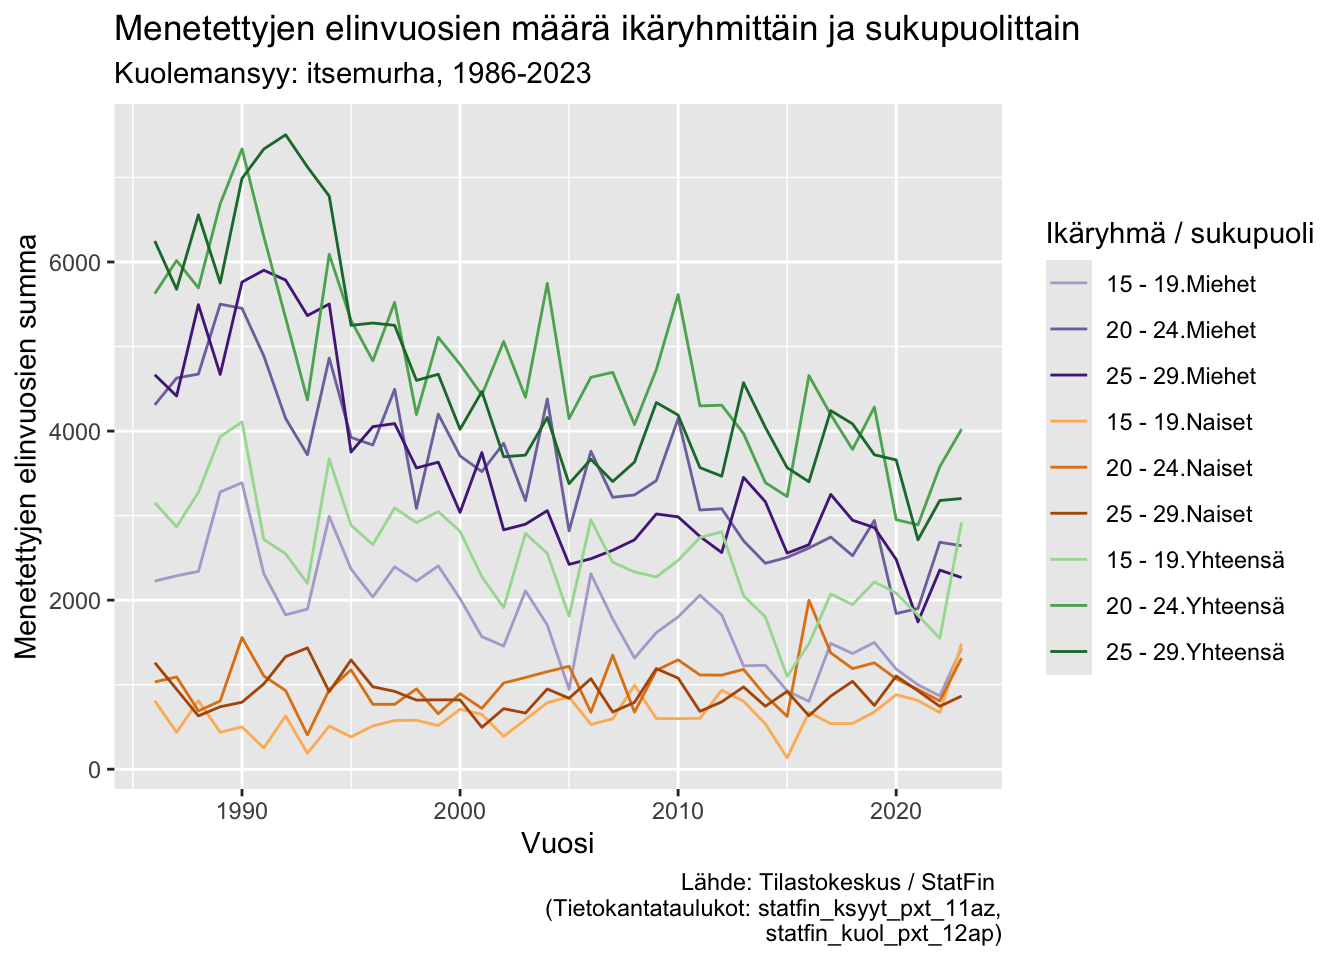 Menetettyjen elinvuosien määrä ikäryhmittäin ja sukupuolittain
Kuolemansyy: itsemurha, 1986-2023
Menetettyjen elinvuosien summa
6000
4000
2000
0
1990
2000
2010
2020
Vuosi
Ikäryhmä / sukupuoli
15 - 19.Miehet
20 - 24.Miehet
25 - 29.Miehet
15 - 19.Naiset
20 - 24.Naiset
25 - 29.Naiset
15 - 19.Yhteensä
20 - 24.Yhteensä
25 - 29.Yhteensä
Lähde: Tilastokeskus / StatFin
(Tietokantataulukot: statfin_ksyyt_pxt_11az,
statfin_kuol_pxt_12ap)